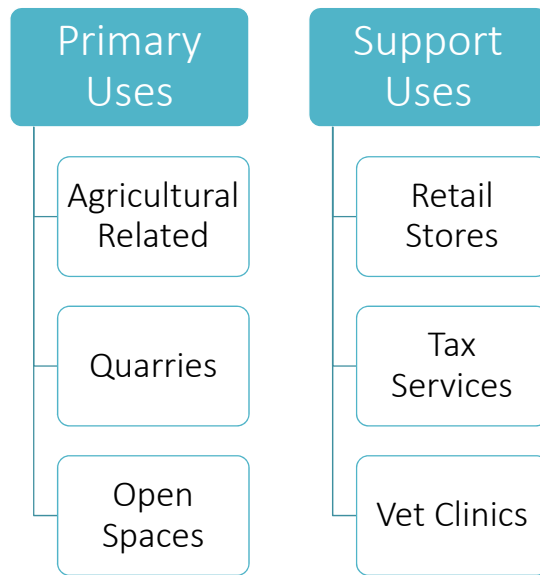 Primary
Uses
Agricultural
Related
Quarries
Open
Spaces
Support
Uses
Retail
Stores
Tax
Services
Vet Clinics